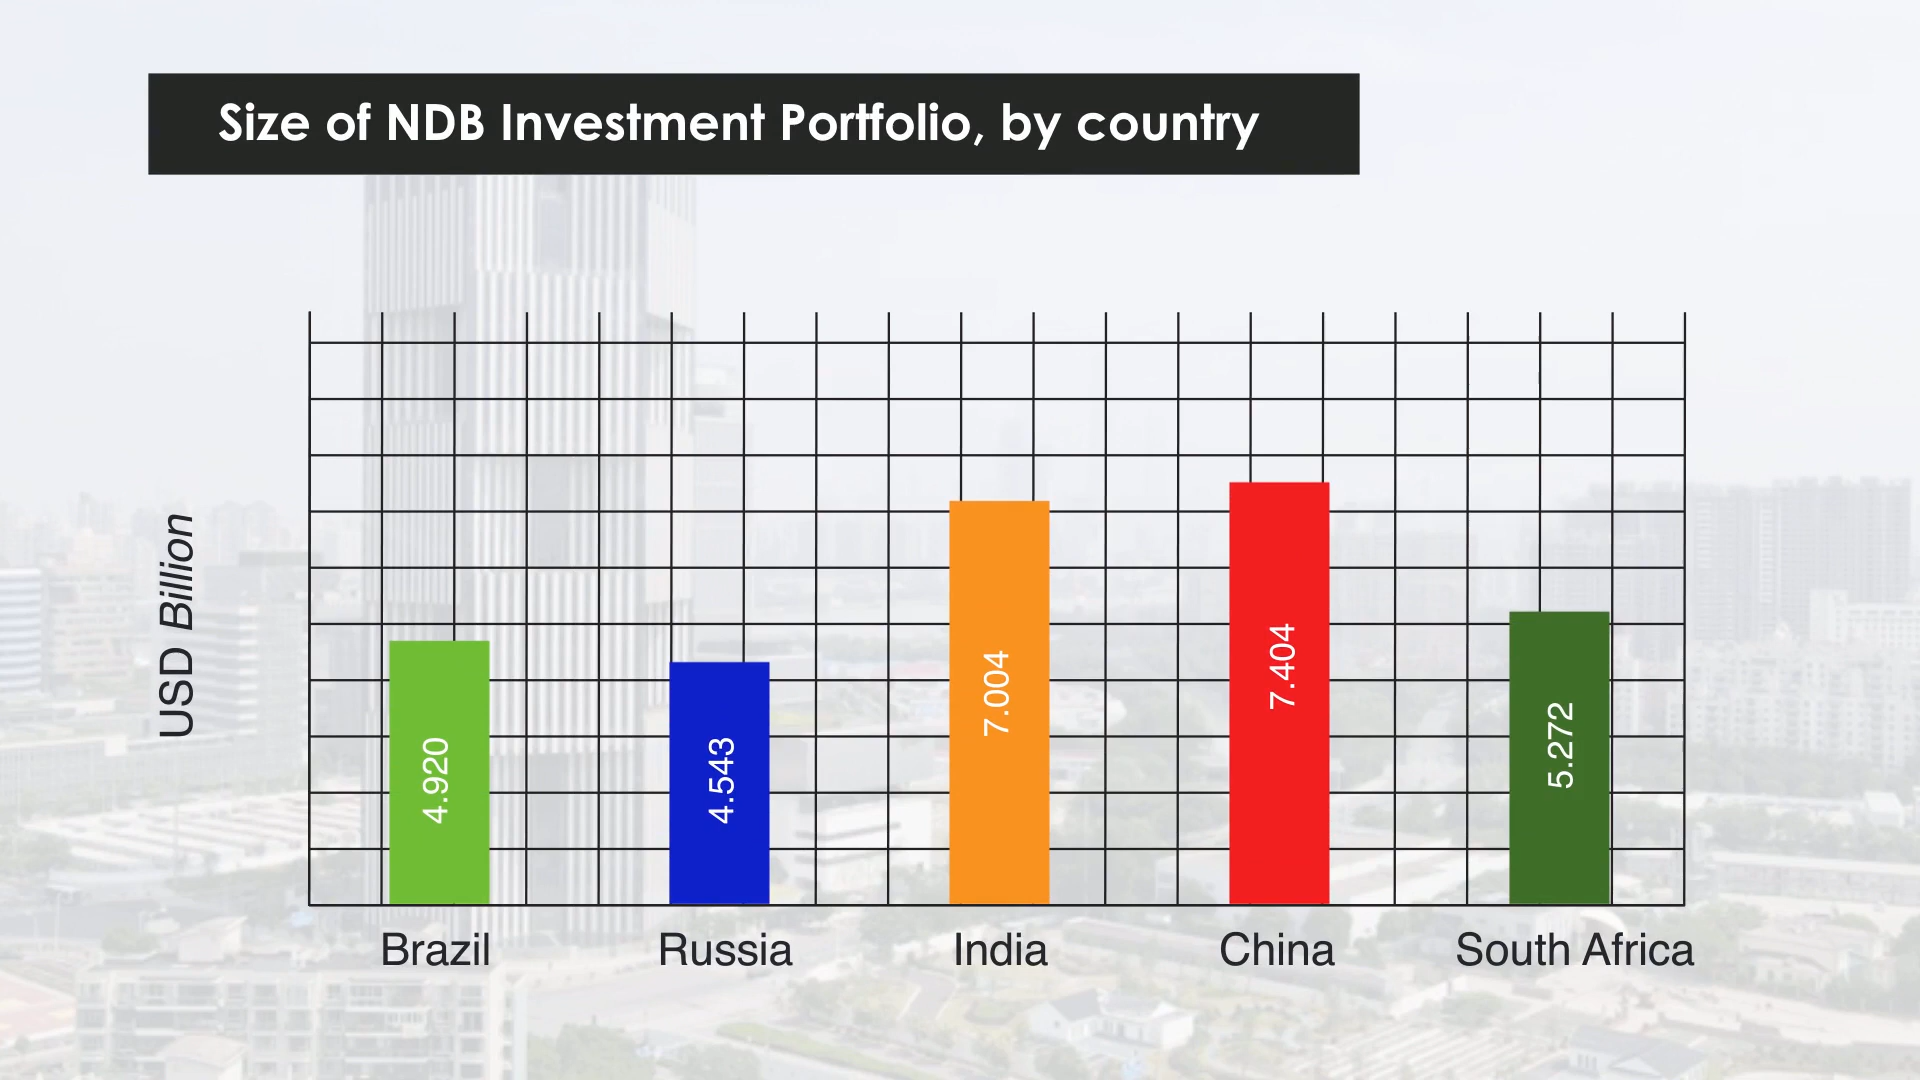 Size of NDB Investment Portfolio, by country
USD Billion
4.920
4.543
7.004
7.404
5.272
Brazil
Russia
India
China
South Africa